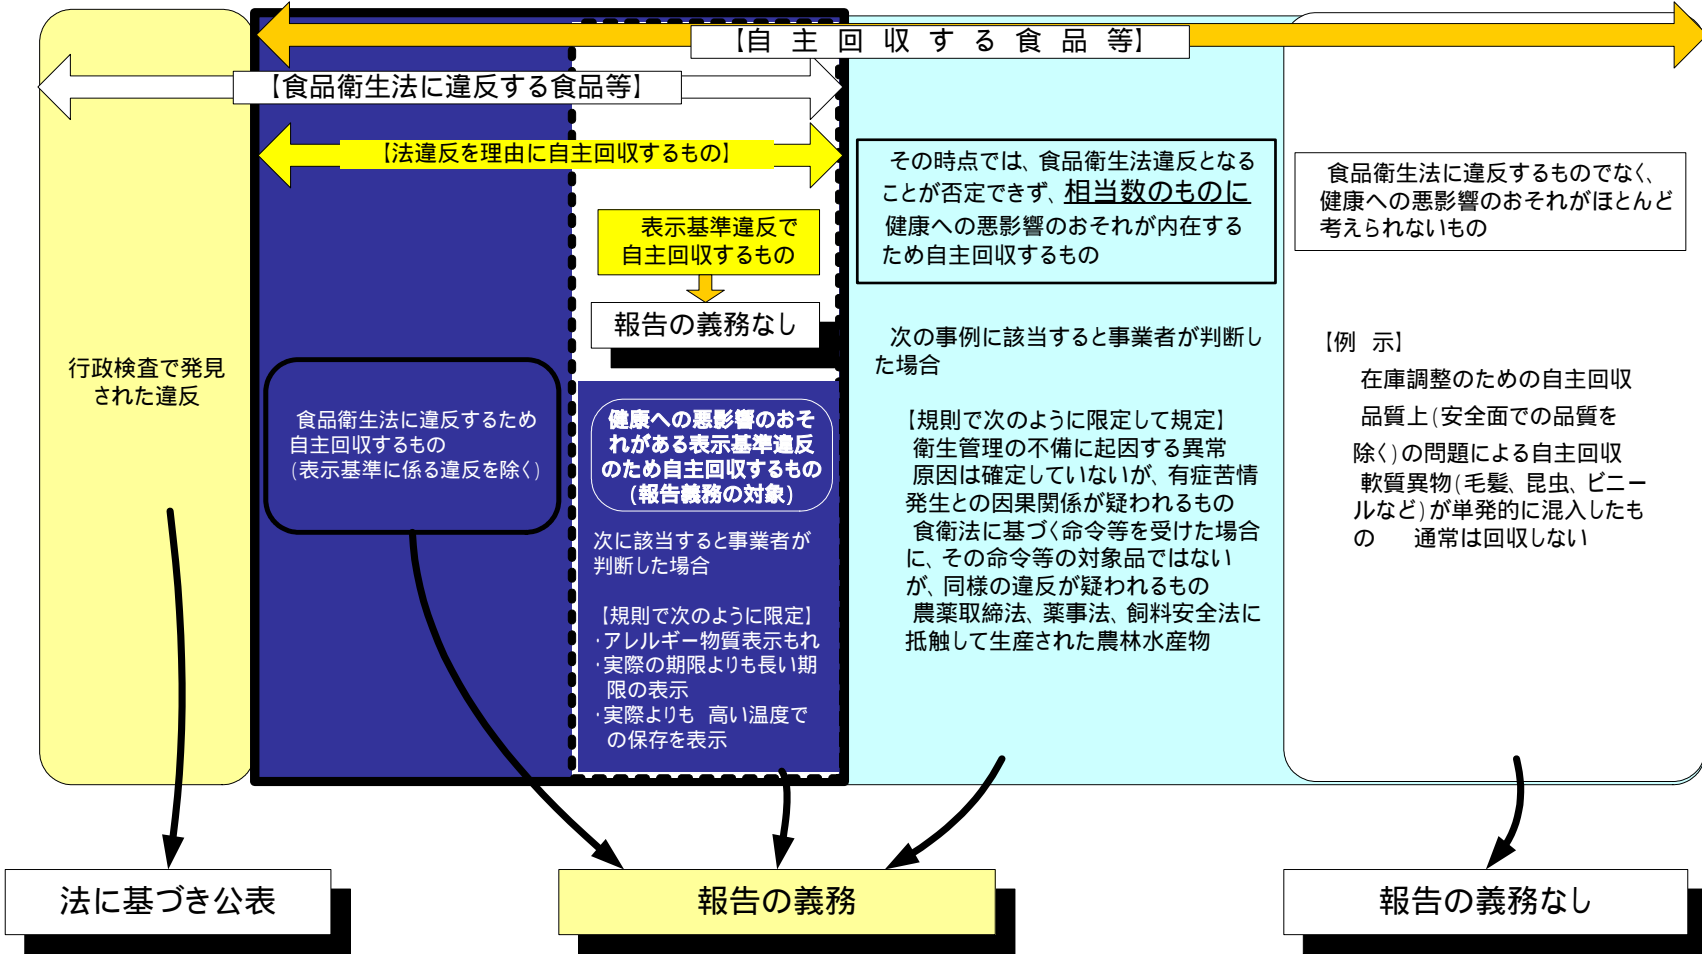 【自主回収する食品等】
【食品衛生法に違反する食品等】
【法違反を理由に自主回収するもの】
行政検査で発見
された違反
食品衛生法に違反するため
自主回収するもの
(表示基準に係る違反を除く)
表示基準違反で
自主回収するもの
報告の義務なし
健康への悪影響のおそ
れがある表示基準違反
のため自主回収するもの
(報告義務の対象)
次に該当すると事業者が
判断した場合
【規則で次のように限定】
・アレルギー物質表示もれ
・実際の期限よりも長い期
限の表示
・実際よりも 高い温度で
の保存を表示
その時点では、食品衛生法違反となる
ことが否定できず、相当数のものに
健康への悪影響のおそれが内在する
ため自主回収するもの
次の事例に該当すると事業者が判断し
た場合
【規則で次のように限定して規定】
衛生管理の不備に起因する異常
原因は確定していないが、有症苦情
発生との因果関係が疑われるもの
食衛法に基づく命令等を受けた場合
に、その命令等の対象品ではない
が、同様の違反が疑われるもの
農薬取締法、薬事法、飼料安全法に
抵触して生産された農林水産物
食品衛生法に違反するものでなく、
健康への悪影響のおそれがほとんど
考えられないもの
【例 示】
在庫調整のための自主回収
品質上(安全面での品質を
除く)の問題による自主回収
軟質異物(毛髪、昆虫、ビニー
ルなど)が単発的に混入したも
の 通常は回収しない
法に基づき公表
報告の義務
報告の義務なし